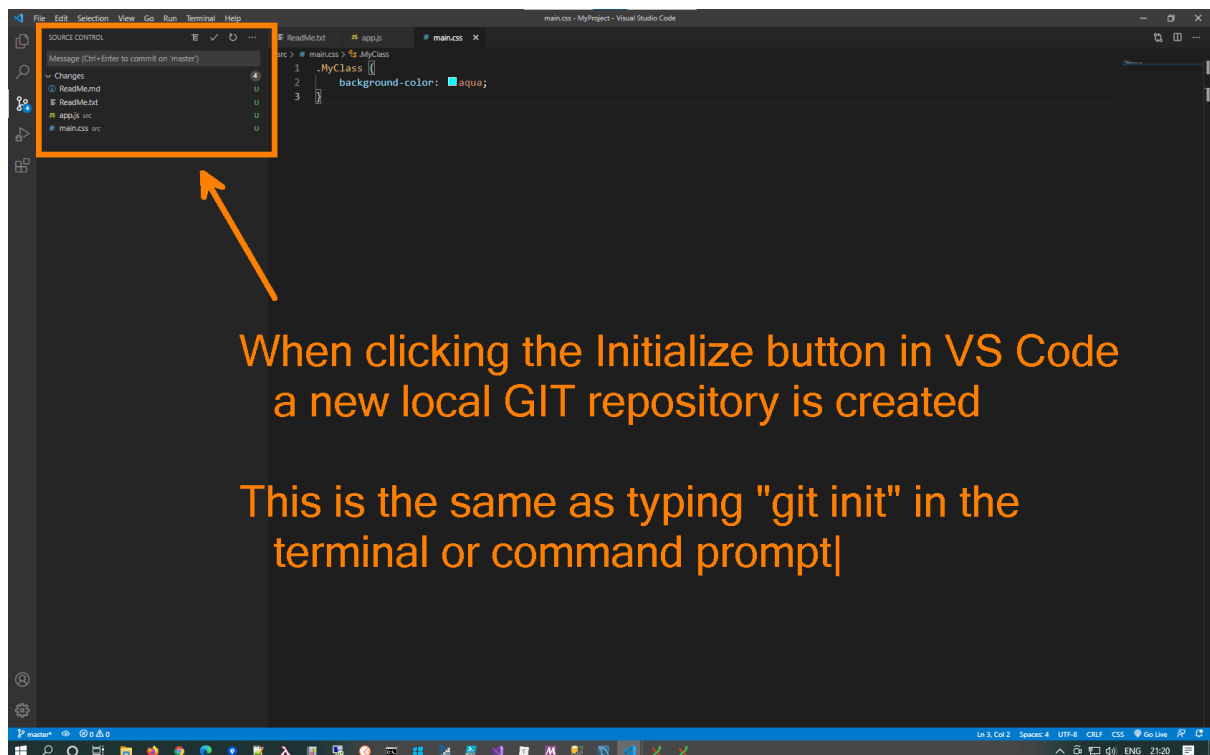 File Edit Selection View Go Run Terminal Help
main.css - MyProject - Visual Studio Code
SOURCE CONTROL
Message (Ctrl+Enter to commit on 'master')
Changes 4
ReadMe.md U
ReadMe.txt U
JS app.js src U
# main.css src U
ReadMe.txt JS app.js # main.css
src > # main.css > .MyClass
1 .MyClass {
2 background-color: aqua;
3 }
When clicking the Initialize button in VS Code
a new local GIT repository is created
This is the same as typing "git init" in the
terminal or command prompt|
master* 0 0 Ln 3, Col 2 Spaces: 4 UTF-8 CRLF CSS Go Live
ENG 21:20